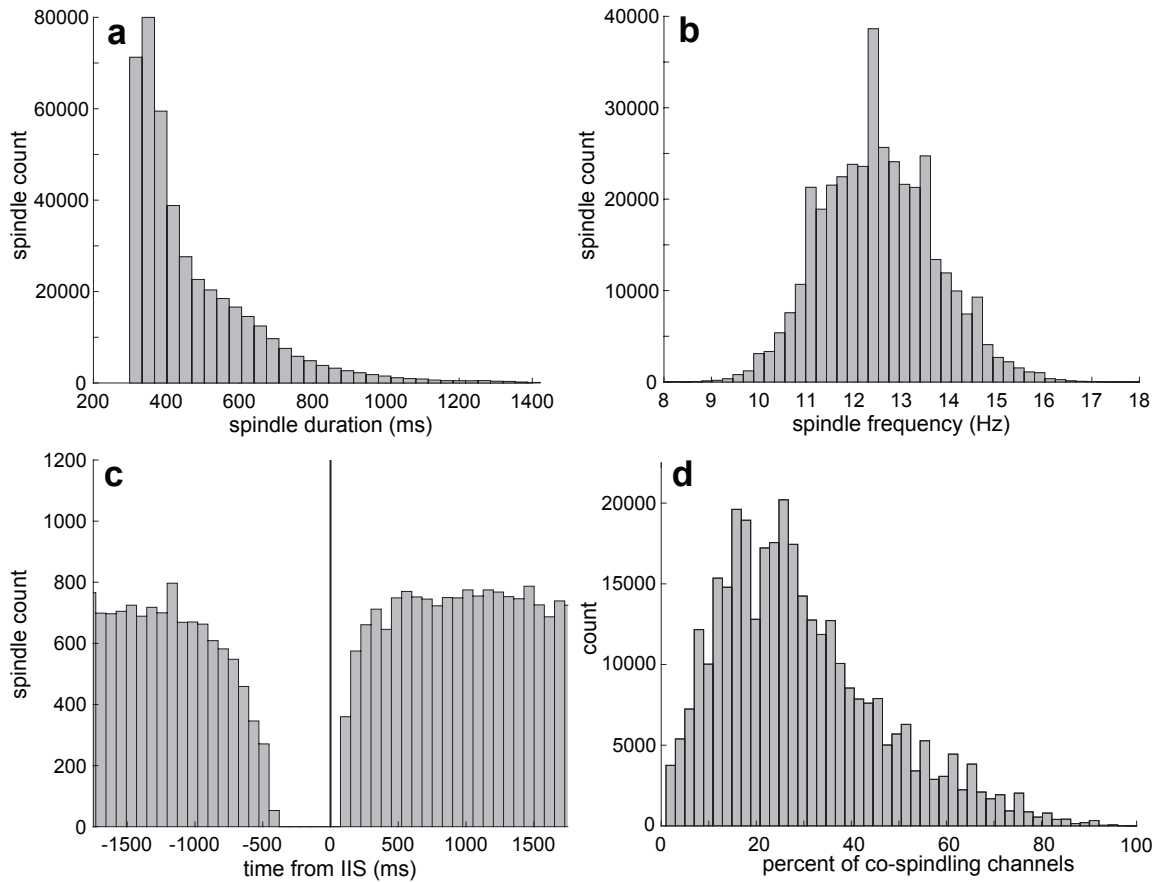 a
80000
60000
40000
20000
0
spindle count
200 400 600 800 1000 1200 1400
spindle duration (ms)
b
40000
30000
20000
10000
0
spindle count
8 9 10 11 12 13 14 15 16 17 18
spindle frequency (Hz)
c
1200
1000
800
600
400
200
0
spindle count
-1500 -1000 -500 0 500 1000 1500
time from IIS (ms)
d
20000
15000
10000
5000
0
count
0 20 40 60 80 100
percent of co-spindling channels